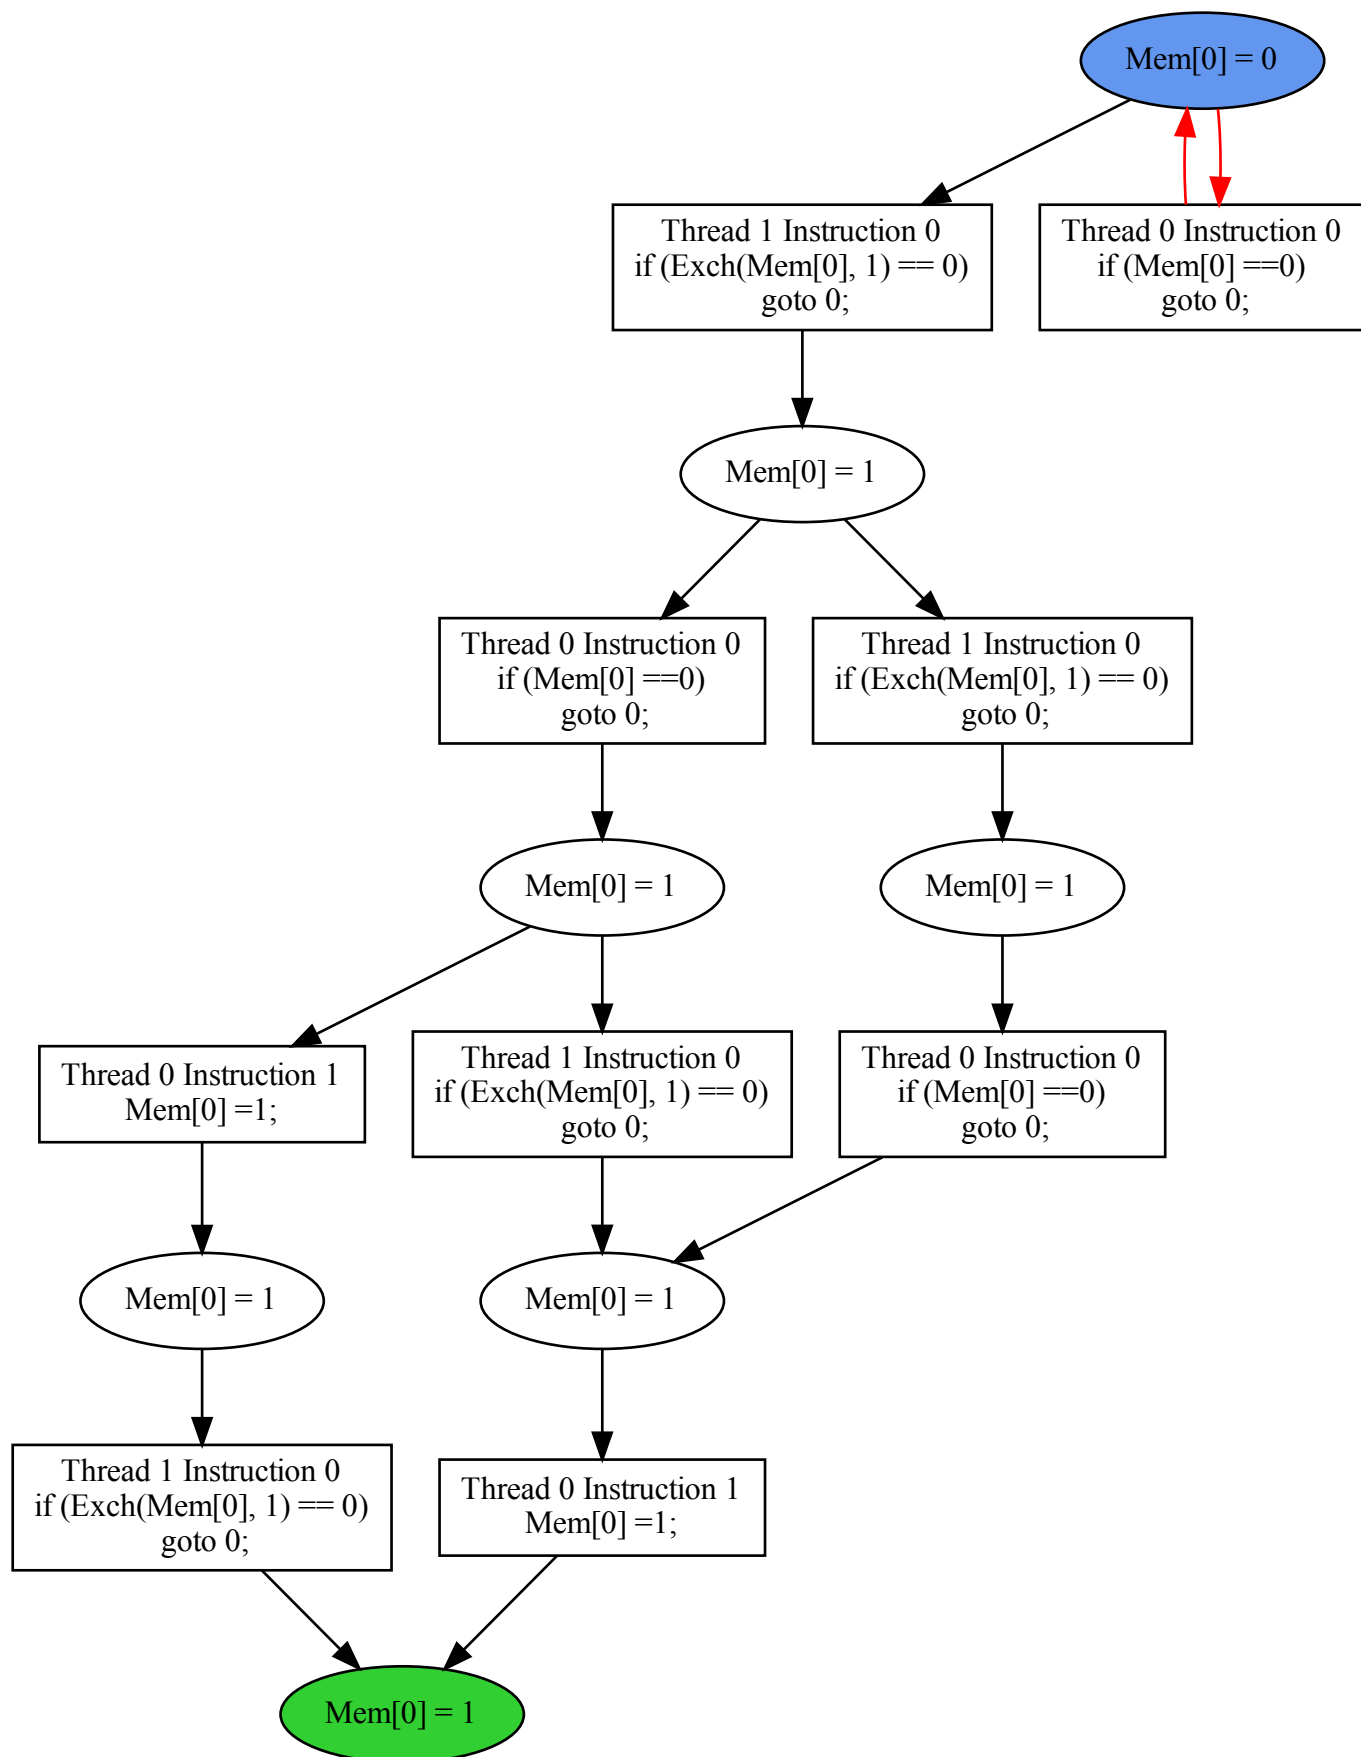 Mem[0] = 0
Thread 1 Instruction 0
if (Exch(Mem[0], 1) == 0)
goto 0;
Thread 0 Instruction 0
if (Mem[0] ==0)
goto 0;
Mem[0] = 1
Thread 0 Instruction 0
if (Mem[0] ==0)
goto 0;
Thread 1 Instruction 0
if (Exch(Mem[0], 1) == 0)
goto 0;
Mem[0] = 1
Mem[0] = 1
Thread 0 Instruction 1
Mem[0] =1;
Thread 1 Instruction 0
if (Exch(Mem[0], 1) == 0)
goto 0;
Thread 0 Instruction 0
if (Mem[0] ==0)
goto 0;
Mem[0] = 1
Mem[0] = 1
Thread 1 Instruction 0
if (Exch(Mem[0], 1) == 0)
goto 0;
Thread 0 Instruction 1
Mem[0] =1;
Mem[0] = 1